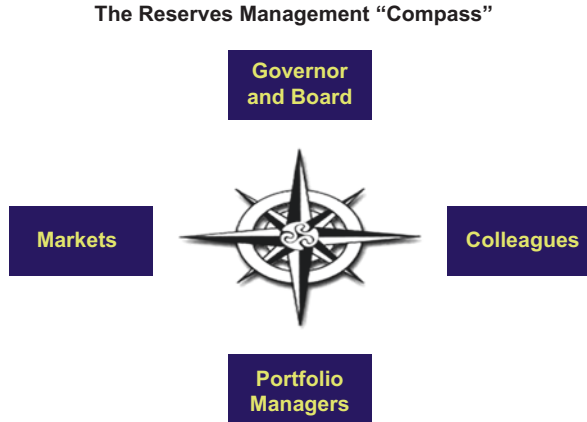 The Reserves Management “Compass”
Governor
and Board
Markets
Colleagues
Portfolio
Managers